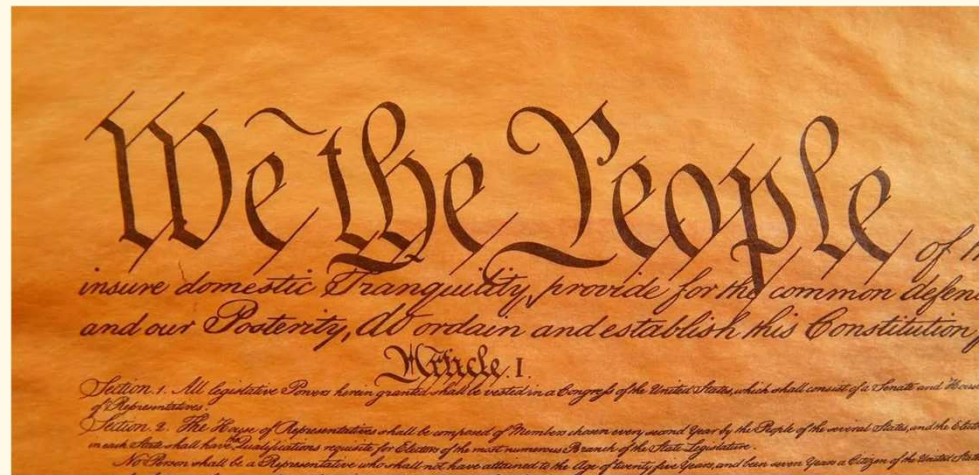 We the People of
insure domestic Tranquility, provide for the common defen
and our Posterity, do ordain and establish this Constitution
Article. I.
Section. 1. All legislative Powers herein granted shall be vested in a Congress of the United States, which shall consist of a Senate and House
of Representatives.
Section. 2. The House of Representatives shall be composed of Members chosen every second Year by the People of the several States, and the Elect
in each State shall have the Qualifications requisite for Electors of the most numerous Branch of the State Legislature.
No Person shall be a Representative who shall not have attained to the Age of twenty five Years, and been seven Years a Citizen of the United